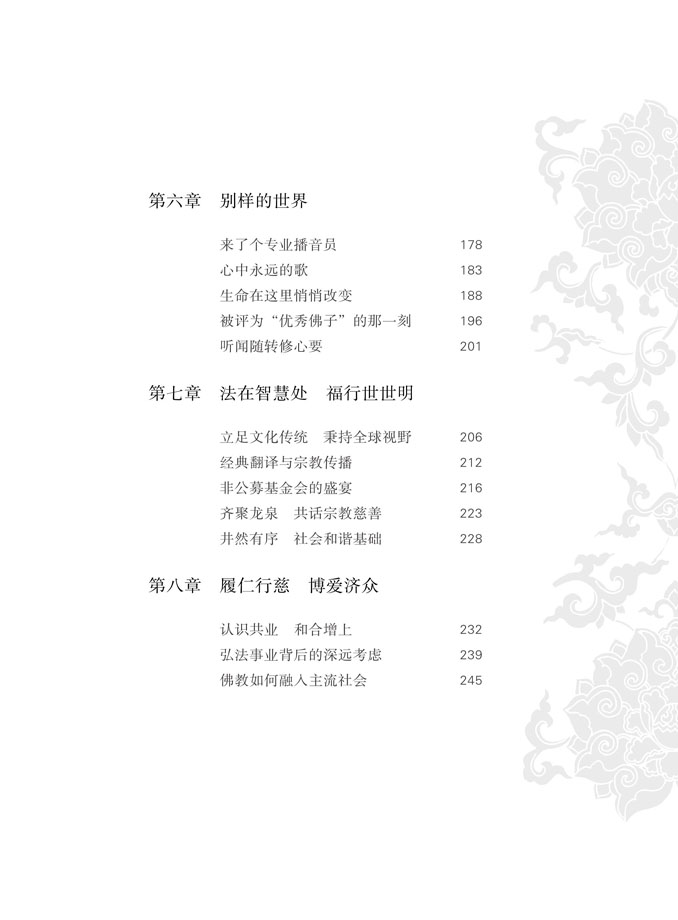 第六章　别样的世界
来了个专业播音员　178
心中永远的歌　183
生命在这里悄悄改变　188
被评为“优秀佛子”的那一刻　196
听闻随转修心要　201
第七章　法在智慧处　福行世世明
立足文化传统　秉持全球视野　206
经典翻译与宗教传播　212
非公募基金会的盛宴　216
齐聚龙泉　共话宗教慈善　223
井然有序　社会和谐基础　228
第八章　履仁行慈　博爱济众
认识共业　和合增上　232
弘法事业背后的深远考虑　239
佛教如何融入主流社会　245